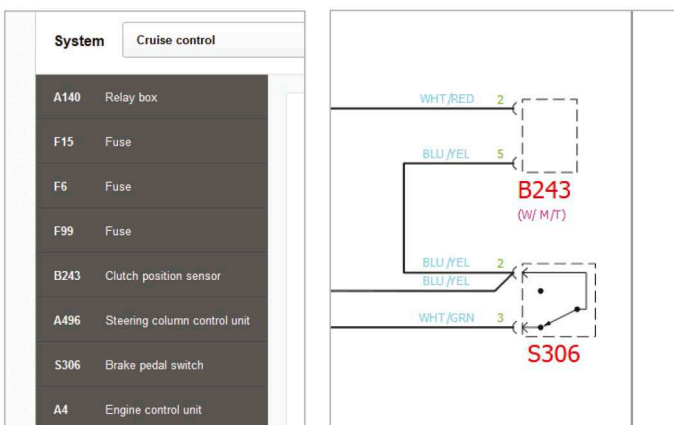 System
Cruise control
A140 Relay box
F15 Fuse
F6 Fuse
F99 Fuse
B243 Clutch position sensor
A496 Steering column control unit
S306 Brake pedal switch
A4 Engine control unit
WHT/RED 2
BLU/YEL 5
B243
(W/ M/T)
BLU/YEL 2
BLU/YEL
WHT/GRN 3
S306